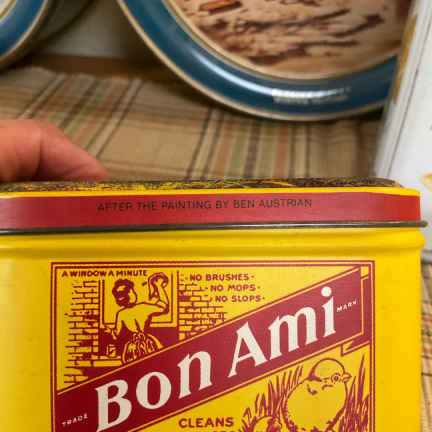 AFTER THE PAINTING BY BEN AUSTRIAN
A WINDOW A MINUTE
· NO BRUSHES ·
· NO MOPS ·
· NO SLOPS ·
TRADE Bon Ami MARK
CLEANS